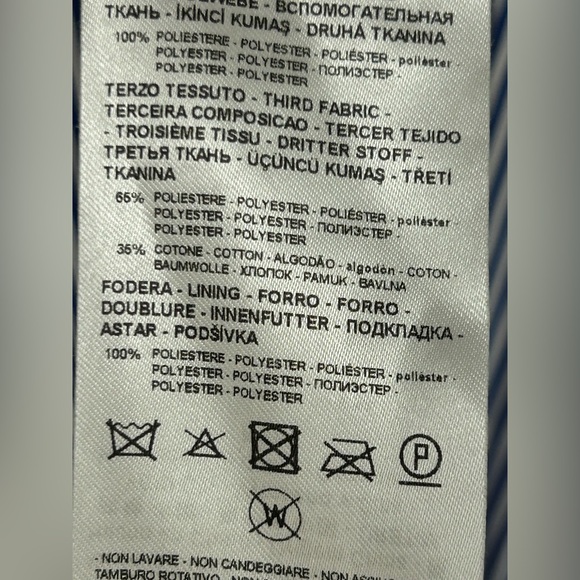 - ВСПОМОГАТЕЛЬНАЯ
ТКАНЬ - İKİNCİ KUMAŞ - DRUHÁ TKANINA
100% POLIESTERE - POLYESTER - POLIÉSTER - poliéster -
POLYESTER - POLYESTER - ПОЛИЭСТЕР -
POLYESTER - POLYESTER
TERZO TESSUTO - THIRD FABRIC -
TERCEIRA COMPOSICAO - TERCER TEJIDO
- TROISIÈME TISSU - DRITTER STOFF -
ТРЕТЬЯ ТКАНЬ - ÜÇÜNCÜ KUMAŞ - TŘETÍ
TKANINA
65% POLIESTERE - POLYESTER - POLIÉSTER - poliéster -
POLYESTER - POLYESTER - ПОЛИЭСТЕР -
POLYESTER - POLYESTER
35% COTONE - COTTON - ALGODÃO - algodón - COTON -
BAUMWOLLE - ХЛОПОК - PAMUK - BAVLNA
FODERA - LINING - FORRO - FORRO -
DOUBLURE - INNENFUTTER - ПОДКЛАДКА -
ASTAR - PODŠÍVKA
100% POLIESTERE - POLYESTER - POLIÉSTER - poliéster -
POLYESTER - POLYESTER - ПОЛИЭСТЕР -
POLYESTER - POLYESTER
P
W
- NON LAVARE - NON CANDEGGIARE - NON
TAMBURO ROTATIVO - NON